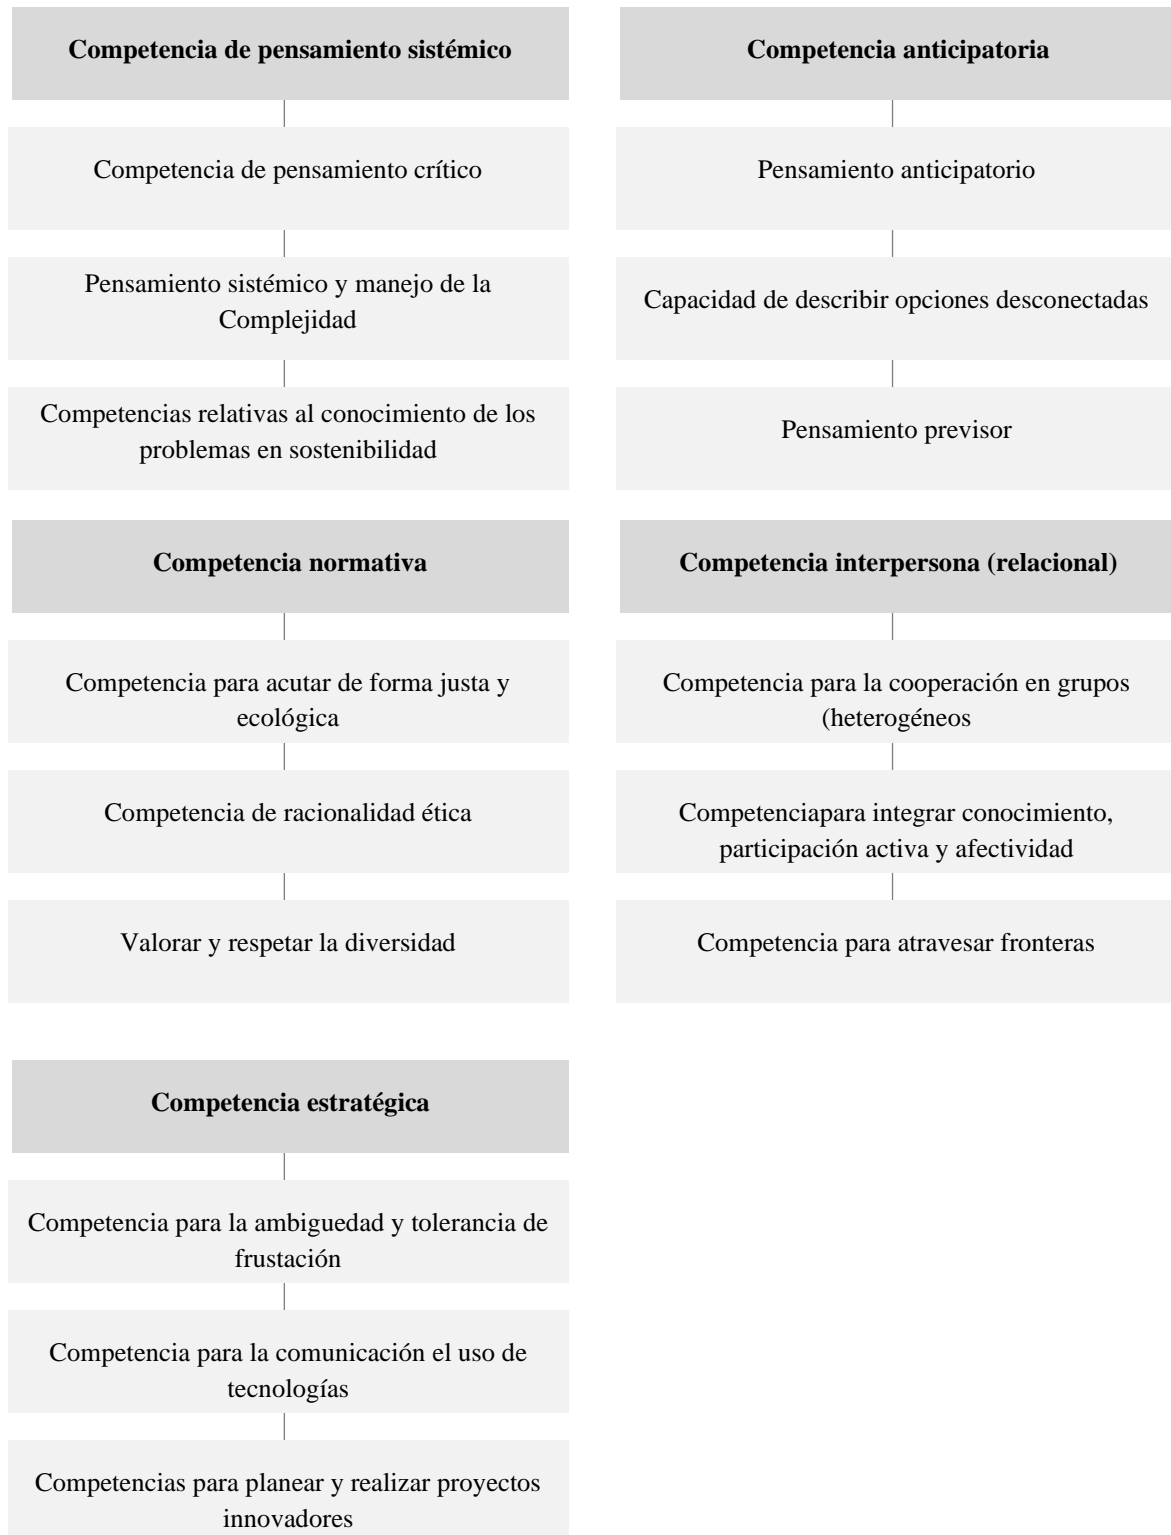 Competencia de pensamiento sistémico
Competencia de pensamiento crítico
Pensamiento sistémico y manejo de la
Complejidad
Competencias relativas al conocimiento de los
problemas en sostenibilidad
Competencia anticipatoria
Pensamiento anticipatorio
Capacidad de describir opciones desconectadas
Pensamiento previsor
Competencia normativa
Competencia para acutar de forma justa y
ecológica
Competencia de racionalidad ética
Valorar y respetar la diversidad
Competencia interpersona (relacional)
Competencia para la cooperación en grupos
(heterogéneos
Competenciapara integrar conocimiento,
participación activa y afectividad
Competencia para atravesar fronteras
Competencia estratégica
Competencia para la ambiguedad y tolerancia de
frustación
Competencia para la comunicación el uso de
tecnologías
Competencias para planear y realizar proyectos
innovadores